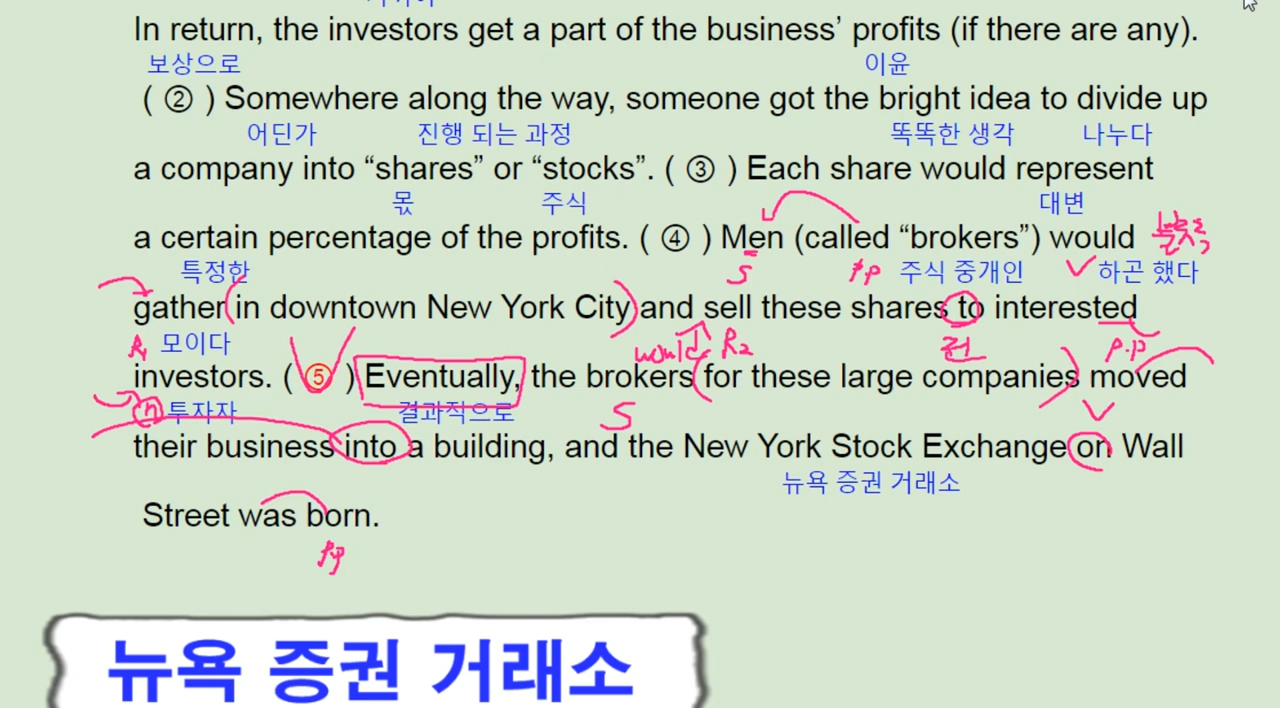 In return, the investors get a part of the business' profits (if there are any).
보상으로 이윤
( ② ) Somewhere along the way, someone got the bright idea to divide up
어딘가 진행 되는 과정 똑똑한 생각 나누다
a company into “shares” or “stocks”. ( ③ ) Each share would represent
몫 주식 대변
a certain percentage of the profits. ( ④ ) Men (called “brokers”) would
특정한 S p.p 주식 중개인 V 하곤 했다
gather (in downtown New York City) and sell these shares to interested
R₁ 모이다 would R₂ 전 p.p
investors. ( ⑤ ) Eventually, the brokers (for these large companies) moved
n 투자자 결과적으로 S V
their business into a building, and the New York Stock Exchange on Wall
뉴욕 증권 거래소
Street was born.
p.p
뉴욕 증권 거래소